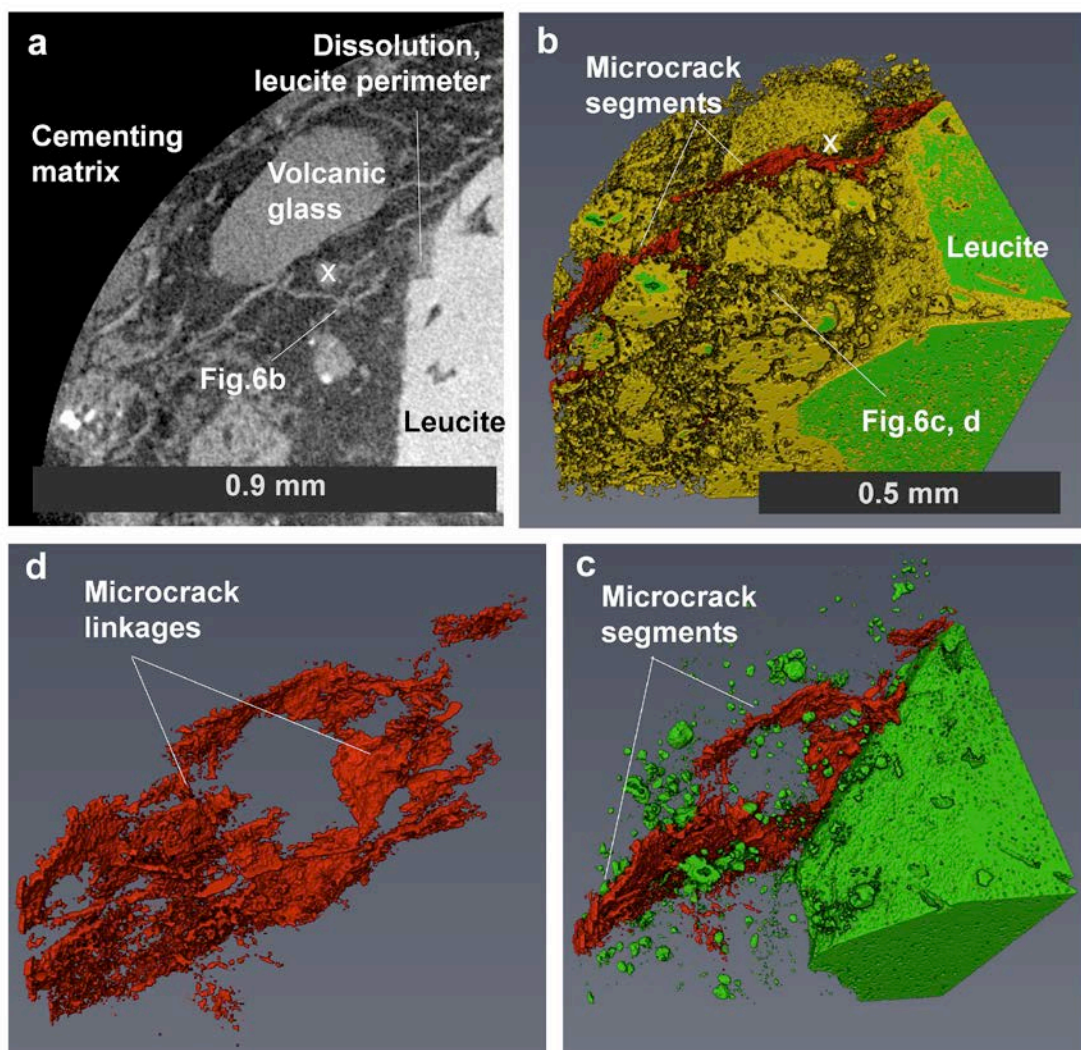 a
Dissolution,
leucite perimeter
Cementing
matrix
Volcanic
glass
x
Fig.6b
Leucite
0.9 mm
b
Microcrack
segments
x
Leucite
Fig.6c, d
0.5 mm
d
Microcrack
linkages
c
Microcrack
segments